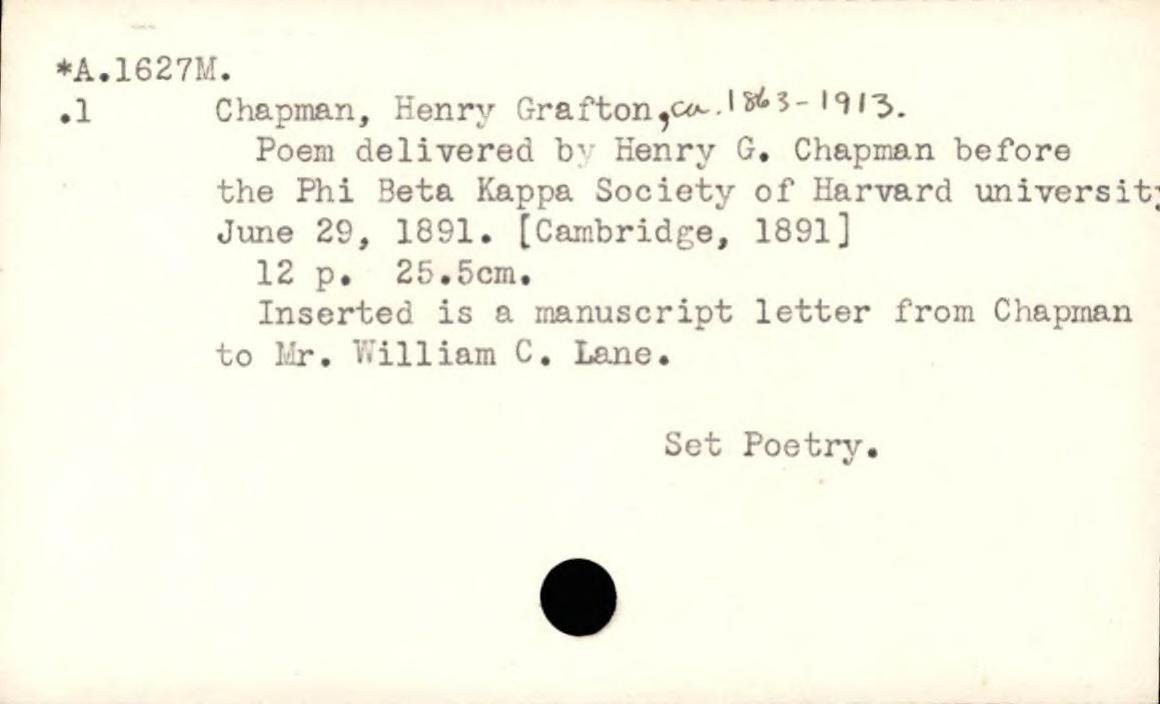 *A.1627M.
.1 Chapman, Henry Grafton, ca. 1863-1913.
Poem delivered by Henry G. Chapman before
the Phi Beta Kappa Society of Harvard university
June 29, 1891. [Cambridge, 1891]
12 p. 25.5cm.
Inserted is a manuscript letter from Chapman
to Mr. William C. Lane.
Set Poetry.